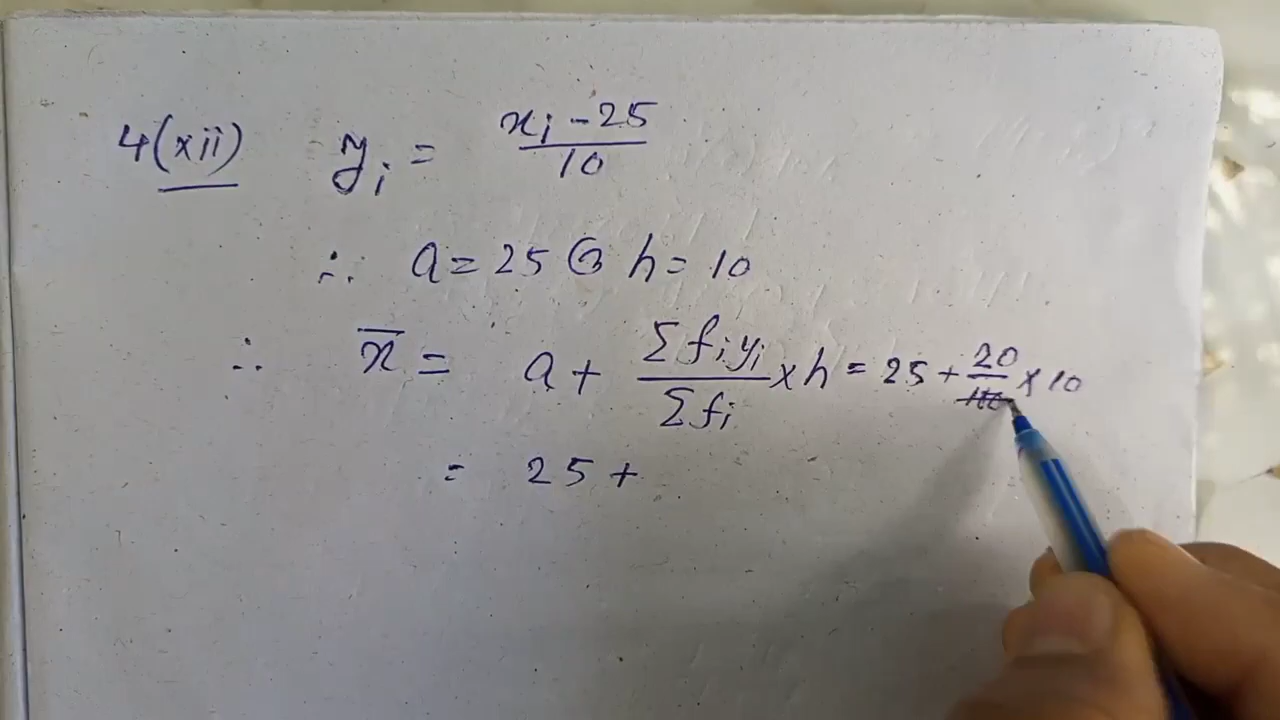 4(xii) yᵢ = xᵢ - 25 / 10
∴ a = 25 ও h = 10
∴ x̄ = a + Σfᵢyᵢ / Σfᵢ × h = 25 + 20 / × 10
= 25 +